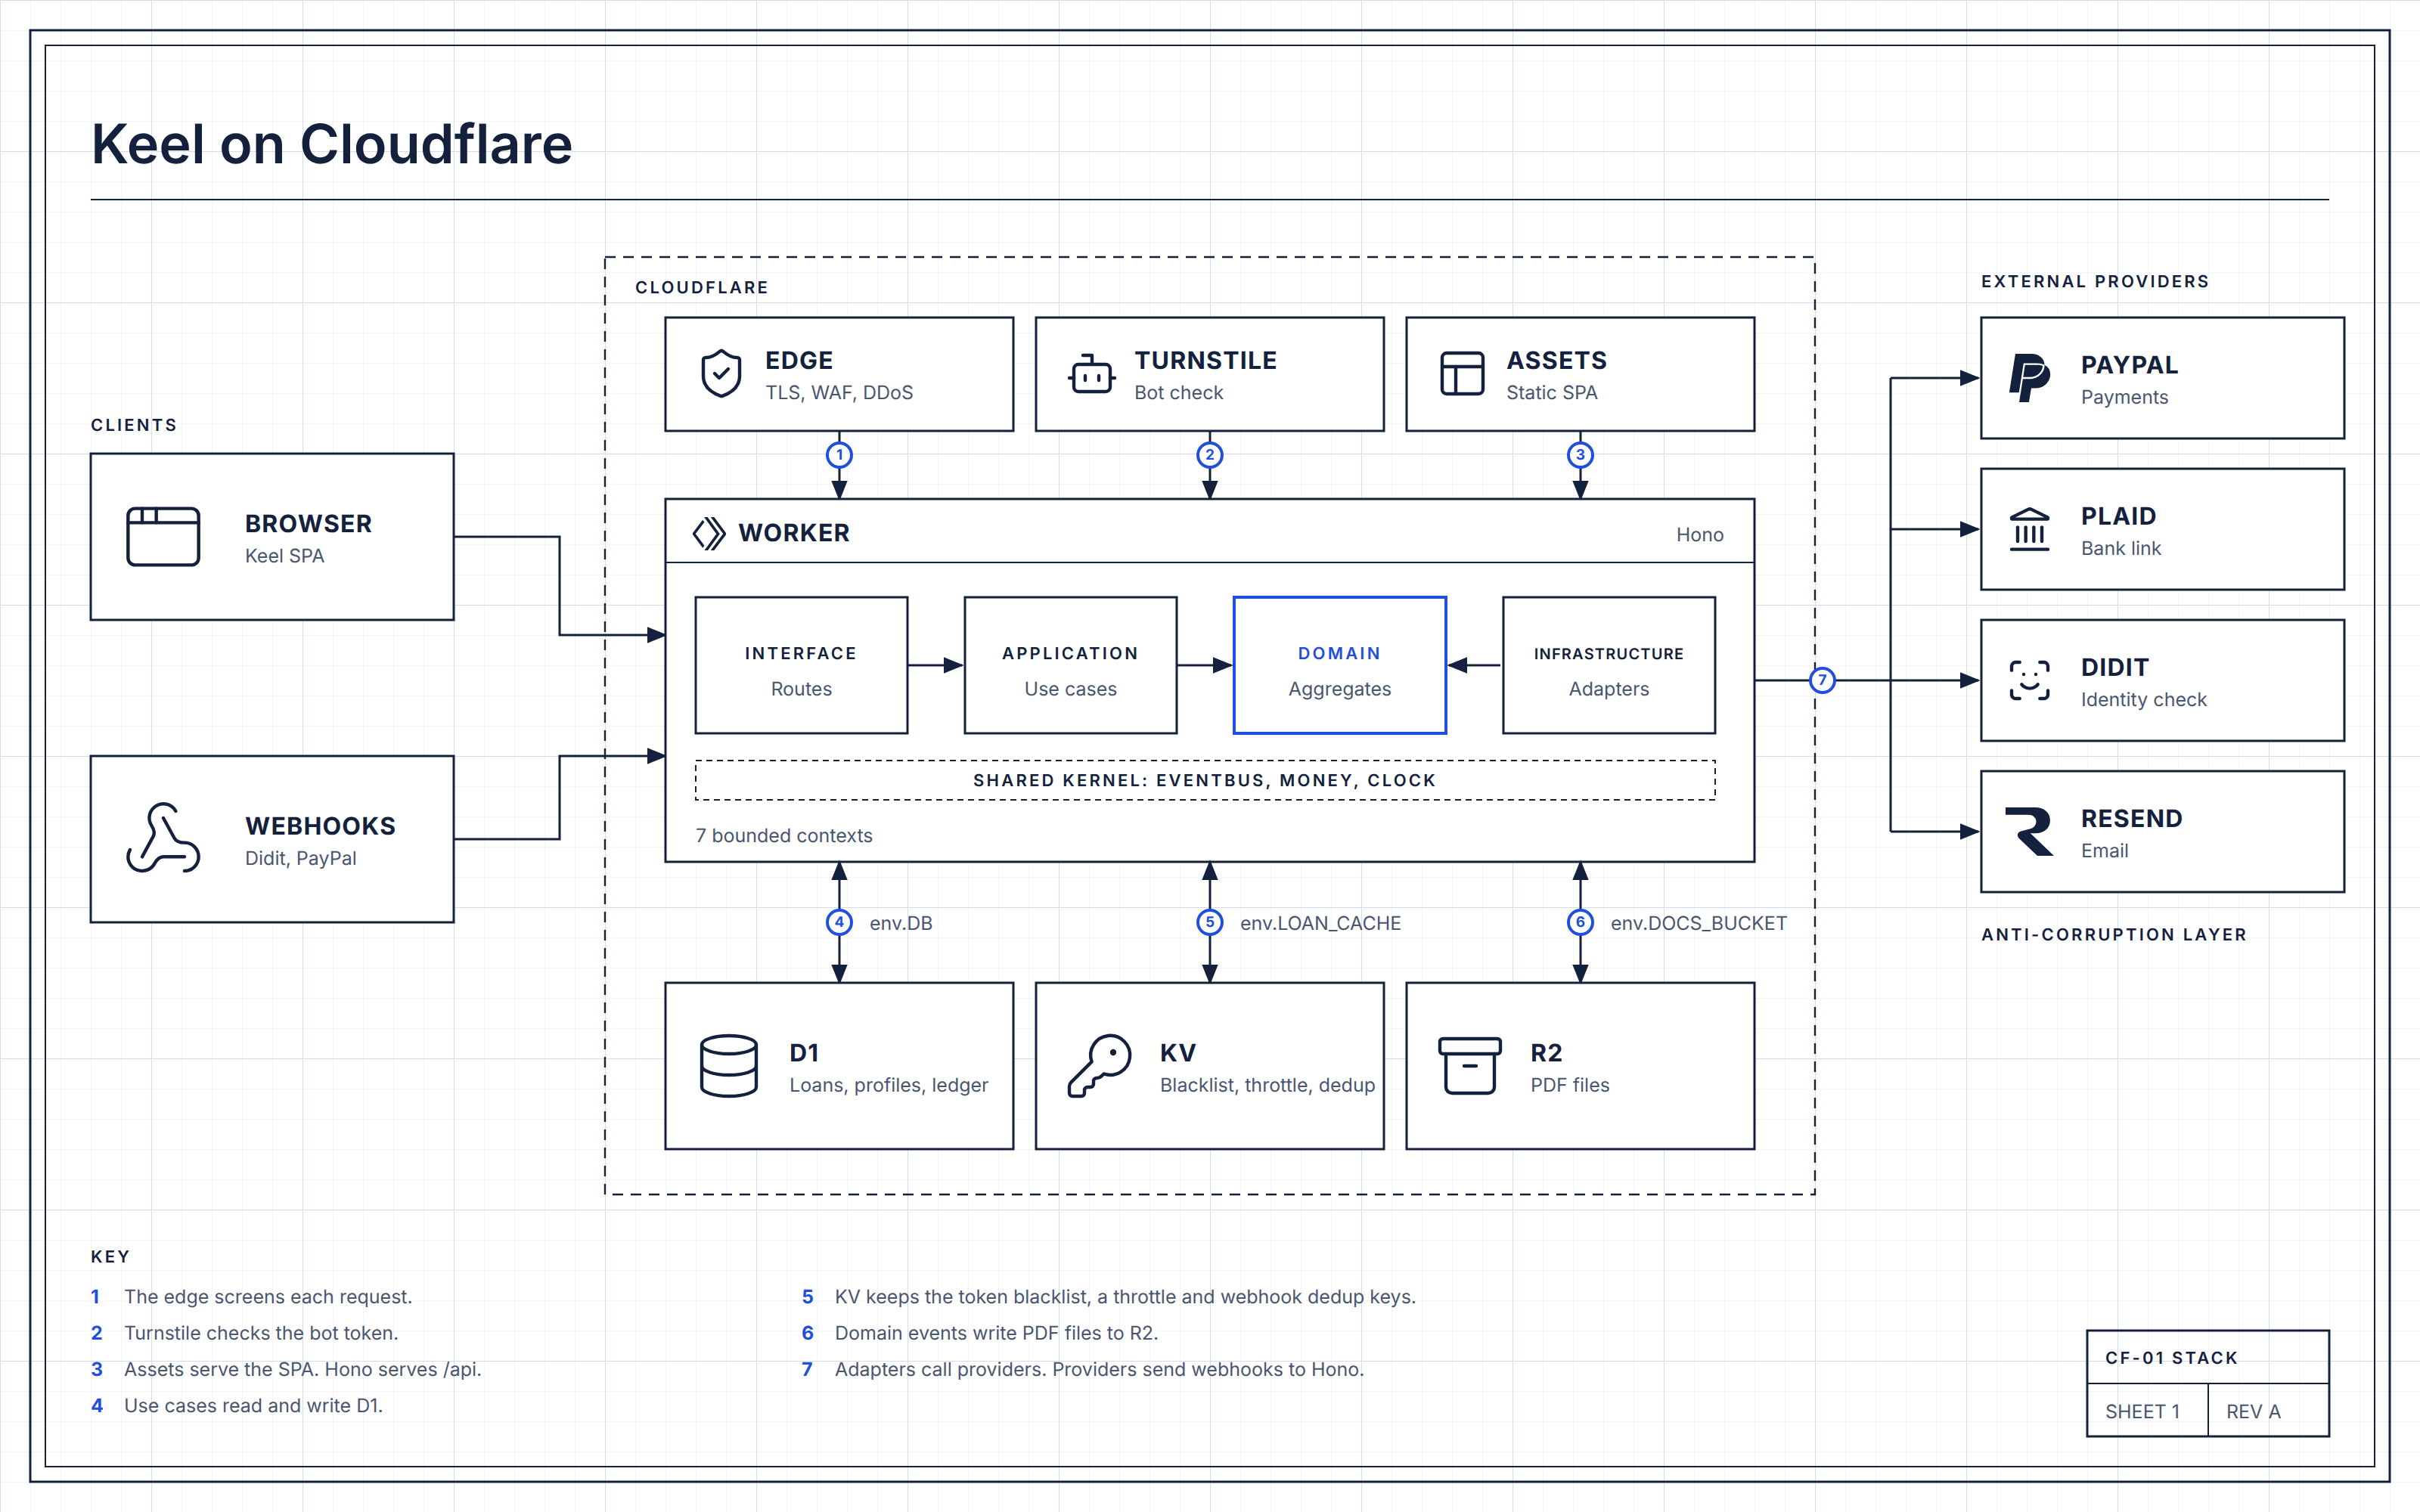 Keel on Cloudflare
CLOUDFLARE
EXTERNAL PROVIDERS
CLIENTS
BROWSER
Keel SPA
WEBHOOKS
Didit, PayPal
EDGE
TLS, WAF, DDoS
TURNSTILE
Bot check
ASSETS
Static SPA
1
2
3
WORKER
Hono
INTERFACE
Routes
APPLICATION
Use cases
DOMAIN
Aggregates
INFRASTRUCTURE
Adapters
SHARED KERNEL: EVENTBUS, MONEY, CLOCK
7 bounded contexts
4 env.DB
5 env.LOAN_CACHE
6 env.DOCS_BUCKET
D1
Loans, profiles, ledger
KV
Blacklist, throttle, dedup
R2
PDF files
7
PAYPAL
Payments
PLAID
Bank link
DIDIT
Identity check
RESEND
Email
ANTI-CORRUPTION LAYER
KEY
1 The edge screens each request.
2 Turnstile checks the bot token.
3 Assets serve the SPA. Hono serves /api.
4 Use cases read and write D1.
5 KV keeps the token blacklist, a throttle and webhook dedup keys.
6 Domain events write PDF files to R2.
7 Adapters call providers. Providers send webhooks to Hono.
CF-01 STACK
SHEET 1
REV A